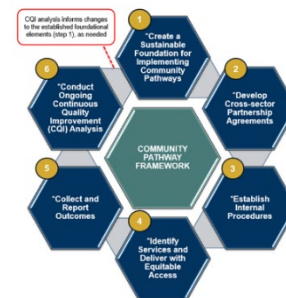 CQI analysis informs changes
to the established foundational
elements (step 1), as needed
1
"Create a
Sustainable
Foundation for
Implementing
Community
Pathways
2
"Develop
Cross-sector
Partnership
Agreements
3
"Establish
Internal
Procedures
4
"Identify
Services and
Deliver with
Equitable
Access
5
"Collect and
Report
Outcomes
6
"Conduct
Ongoing
Continuous
Quality
Improvement
(CQI) Analysis
COMMUNITY
PATHWAY
FRAMEWORK